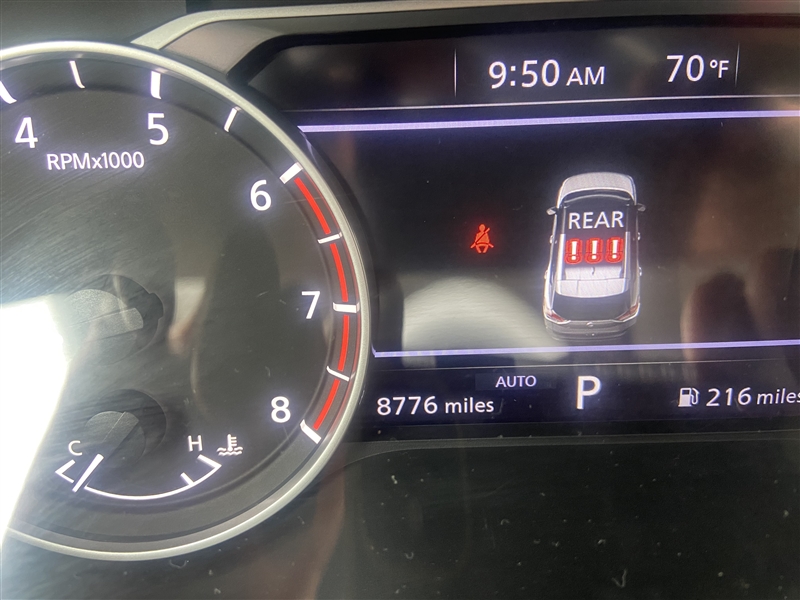 9:50 AM
70°F
4
5
RPMx1000
6
7
8
REAR
! ! !
C
H
8776 miles
AUTO
P
216 miles